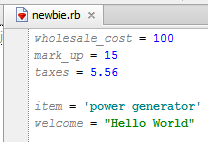 newbie.rb
wholesale_cost = 100
mark_up = 15
taxes = 5.56
item = 'power generator'
welcome = "Hello World"